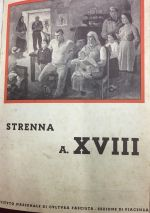 STRENNA
A. XVIII
ISTITUTO NAZIONALE DI CULTURA FASCISTA - SEZIONE DI PIACENZA